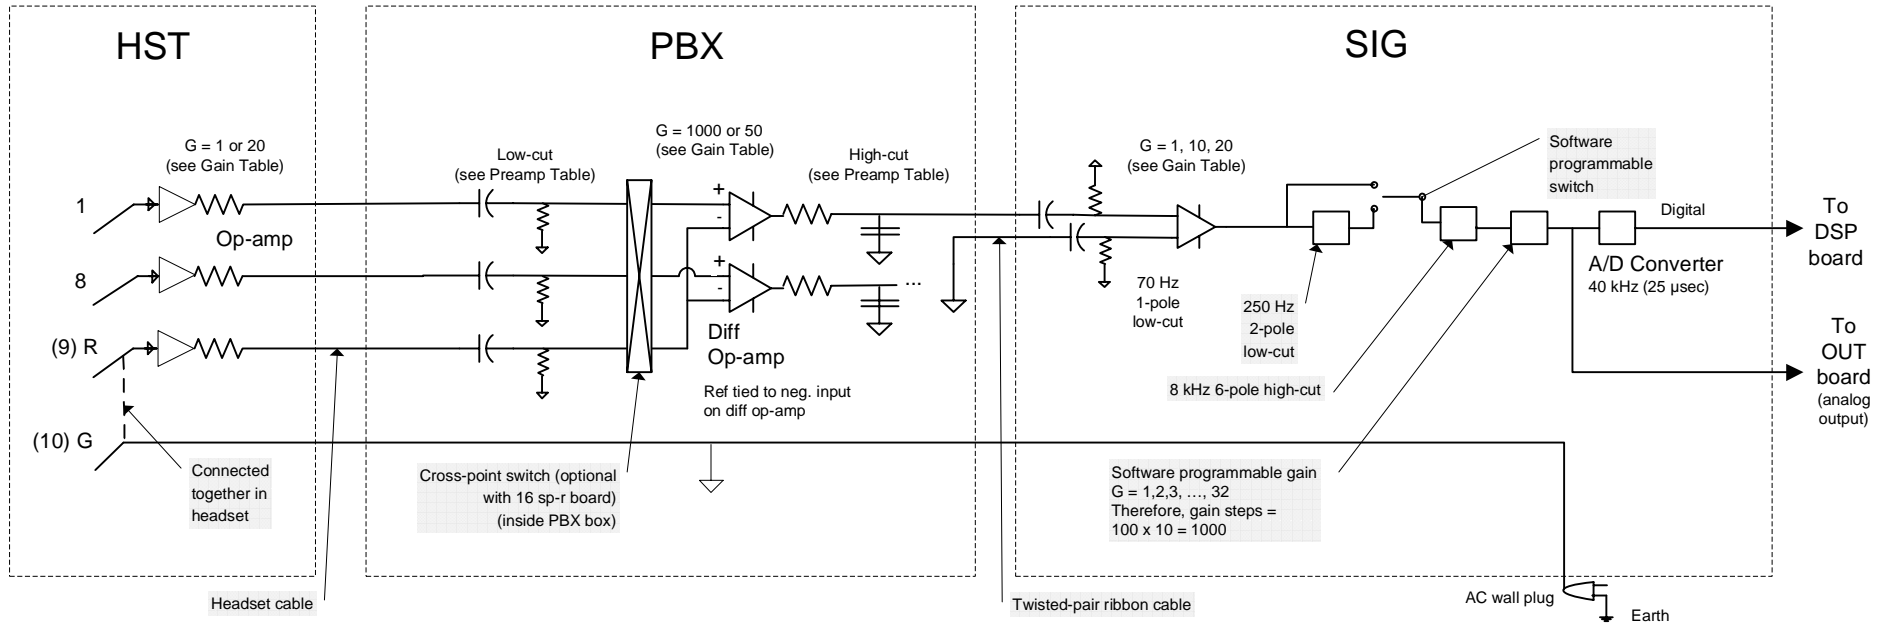 HST
PBX
SIG
G = 1 or 20
(see Gain Table)
Low-cut
(see Preamp Table)
G = 1000 or 50
(see Gain Table)
High-cut
(see Preamp Table)
G = 1, 10, 20
(see Gain Table)
Software
programmable
switch
1
Op-amp
8
(9) R
(10) G
+
-
+
-
...
Diff
Op-amp
Ref tied to neg. input
on diff op-amp
70 Hz
1-pole
low-cut
250 Hz
2-pole
low-cut
8 kHz 6-pole high-cut
Digital
A/D Converter
40 kHz (25 μsec)
To
DSP
board
To
OUT
board
(analog
output)
Connected
together in
headset
Cross-point switch (optional
with 16 sp-r board)
(inside PBX box)
Software programmable gain
G = 1,2,3, …, 32
Therefore, gain steps =
100 x 10 = 1000
Headset cable
Twisted-pair ribbon cable
AC wall plug
Earth